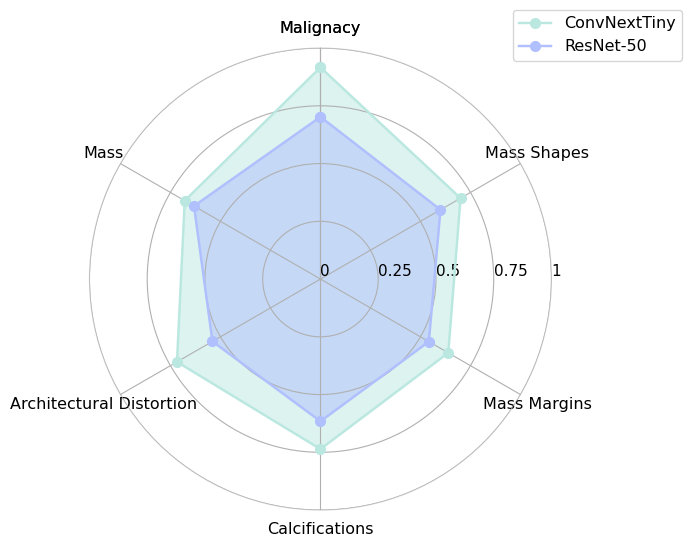 ConvNextTiny
ResNet-50
Malignacy
Mass
Mass Shapes
0
0.25
0.5
0.75
1
Architectural Distortion
Mass Margins
Calcifications